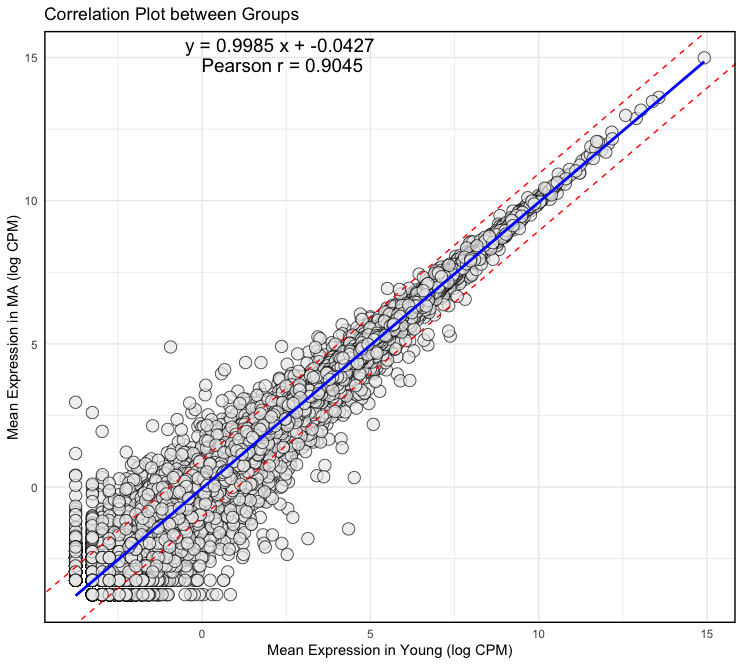 Correlation Plot between Groups
y = 0.9985 x + -0.0427
Pearson r = 0.9045
15
10
5
0
Mean Expression in MA (log CPM)
0
5
10
15
Mean Expression in Young (log CPM)